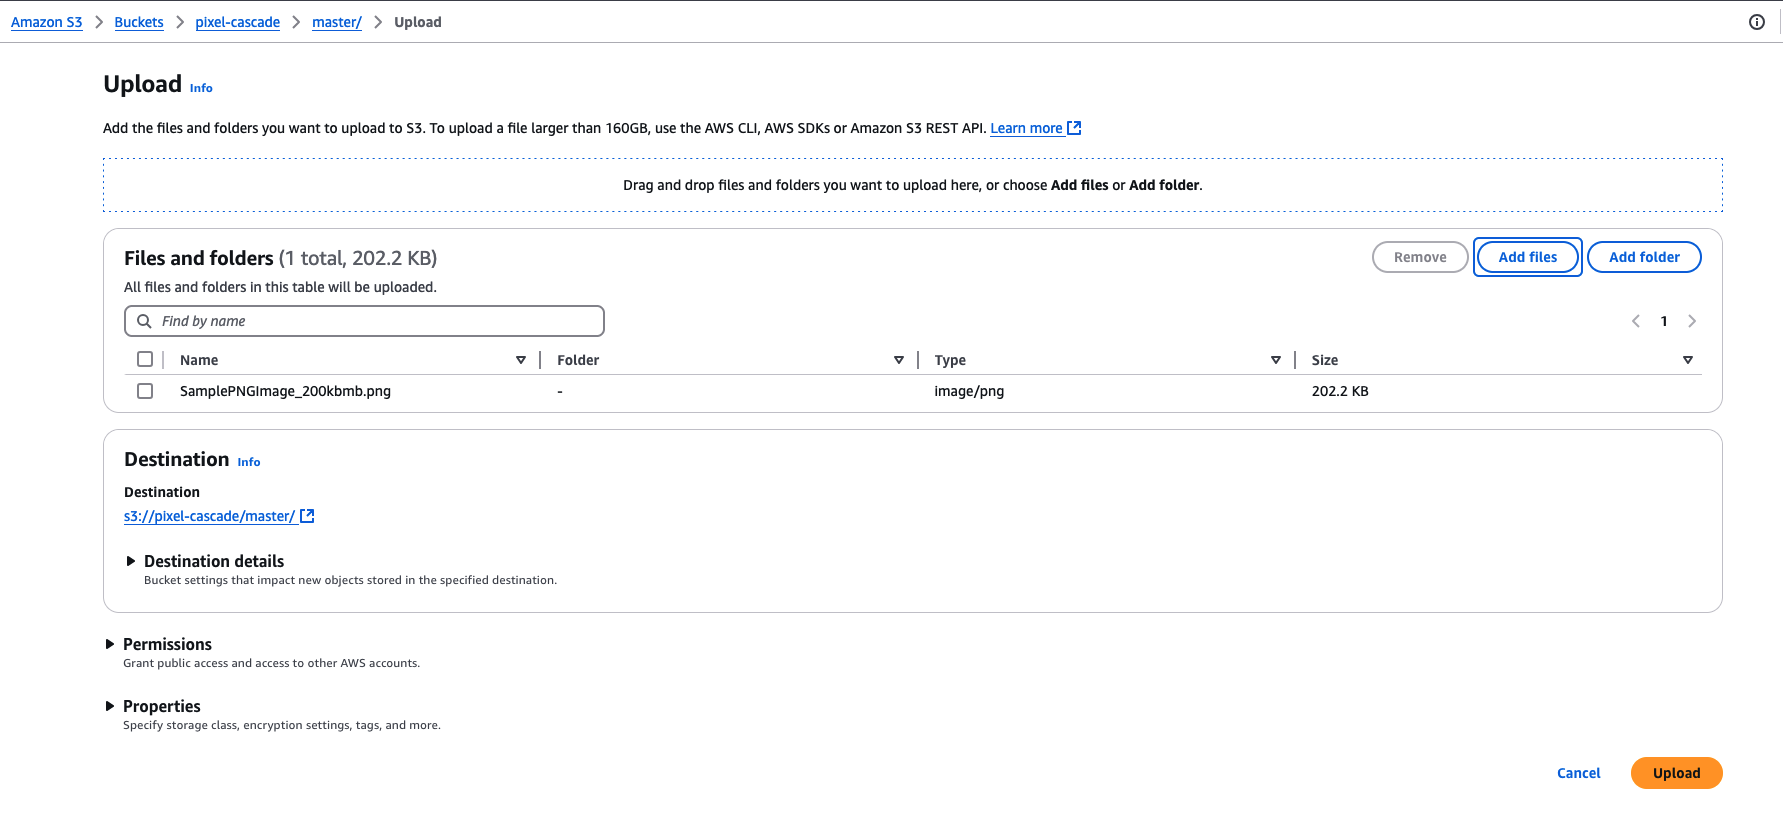 Amazon S3 > Buckets > pixel-cascade > master/ > Upload
Upload Info
Add the files and folders you want to upload to S3. To upload a file larger than 160GB, use the AWS CLI, AWS SDKs or Amazon S3 REST API. Learn more
Drag and drop files and folders you want to upload here, or choose Add files or Add folder.
Files and folders (1 total, 202.2 KB)
Remove Add files Add folder
All files and folders in this table will be uploaded.
Find by name
1
Name Folder Type Size
SamplePNGImage_200kbmb.png - image/png 202.2 KB
Destination Info
Destination
s3://pixel-cascade/master/
Destination details
Bucket settings that impact new objects stored in the specified destination.
Permissions
Grant public access and access to other AWS accounts.
Properties
Specify storage class, encryption settings, tags, and more.
Cancel Upload